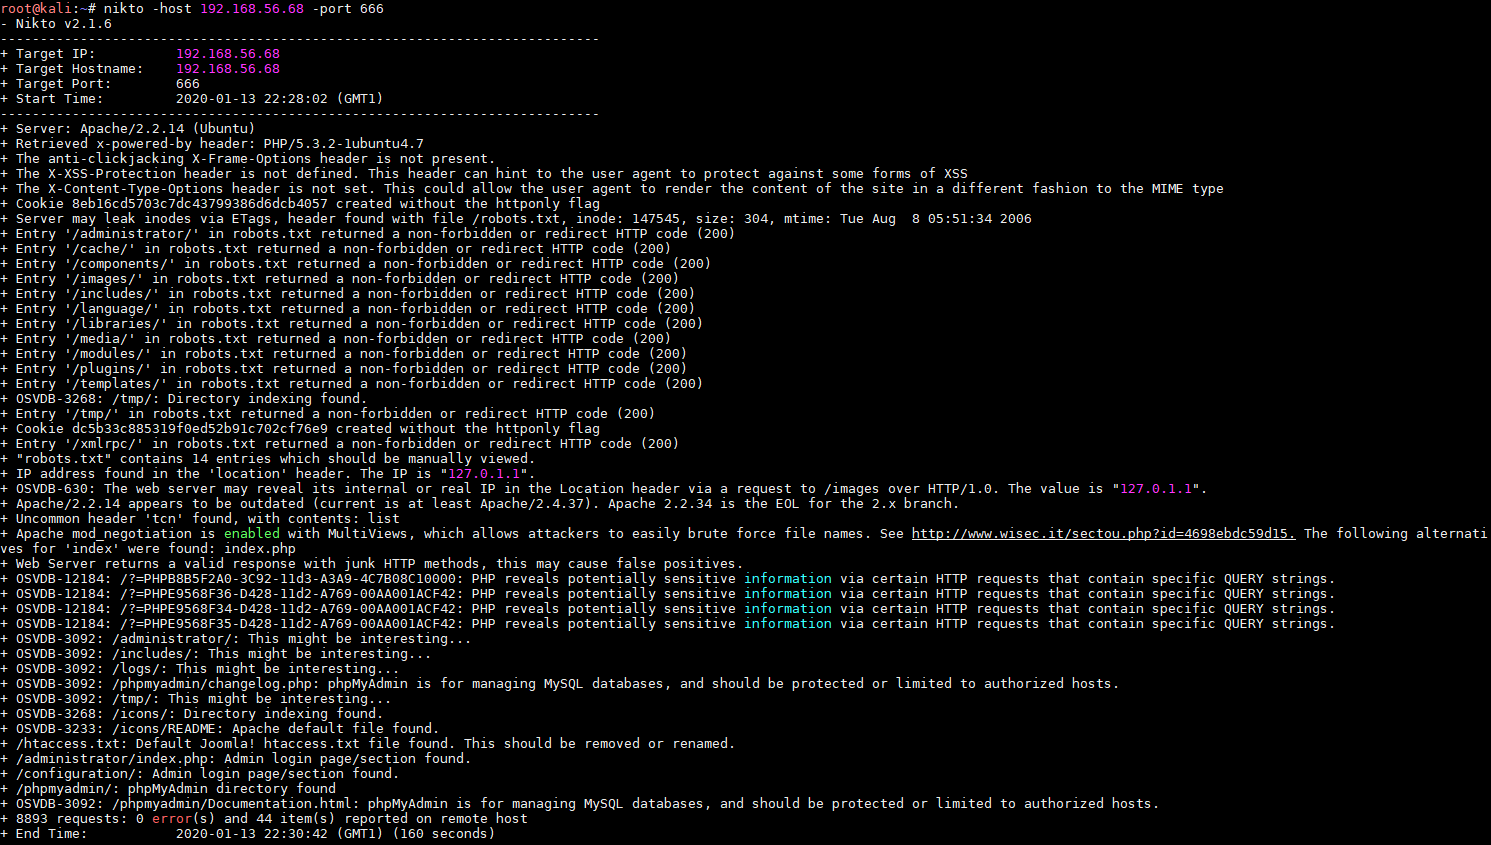 root@kali:~# nikto -host 192.168.56.68 -port 666
- Nikto v2.1.6
---------------------------------------------------------------------------
+ Target IP:          192.168.56.68
+ Target Hostname:    192.168.56.68
+ Target Port:        666
+ Start Time:         2020-01-13 22:28:02 (GMT1)
---------------------------------------------------------------------------
+ Server: Apache/2.2.14 (Ubuntu)
+ Retrieved x-powered-by header: PHP/5.3.2-1ubuntu4.7
+ The anti-clickjacking X-Frame-Options header is not present.
+ The X-XSS-Protection header is not defined. This header can hint to the user agent to protect against some forms of XSS
+ The X-Content-Type-Options header is not set. This could allow the user agent to render the content of the site in a different fashion to the MIME type
+ Cookie 8eb16cd5703c7dc43799386d6dcb4057 created without the httponly flag
+ Server may leak inodes via ETags, header found with file /robots.txt, inode: 147545, size: 304, mtime: Tue Aug  8 05:51:34 2006
+ Entry '/administrator/' in robots.txt returned a non-forbidden or redirect HTTP code (200)
+ Entry '/cache/' in robots.txt returned a non-forbidden or redirect HTTP code (200)
+ Entry '/components/' in robots.txt returned a non-forbidden or redirect HTTP code (200)
+ Entry '/images/' in robots.txt returned a non-forbidden or redirect HTTP code (200)
+ Entry '/includes/' in robots.txt returned a non-forbidden or redirect HTTP code (200)
+ Entry '/language/' in robots.txt returned a non-forbidden or redirect HTTP code (200)
+ Entry '/libraries/' in robots.txt returned a non-forbidden or redirect HTTP code (200)
+ Entry '/media/' in robots.txt returned a non-forbidden or redirect HTTP code (200)
+ Entry '/modules/' in robots.txt returned a non-forbidden or redirect HTTP code (200)
+ Entry '/plugins/' in robots.txt returned a non-forbidden or redirect HTTP code (200)
+ Entry '/templates/' in robots.txt returned a non-forbidden or redirect HTTP code (200)
+ OSVDB-3268: /tmp/: Directory indexing found.
+ Entry '/tmp/' in robots.txt returned a non-forbidden or redirect HTTP code (200)
+ Cookie dc5b33c885319f0ed52b91c702cf76e9 created without the httponly flag
+ Entry '/xmlrpc/' in robots.txt returned a non-forbidden or redirect HTTP code (200)
+ "robots.txt" contains 14 entries which should be manually viewed.
+ IP address found in the 'location' header. The IP is "127.0.1.1".
+ OSVDB-630: The web server may reveal its internal or real IP in the Location header via a request to /images over HTTP/1.0. The value is "127.0.1.1".
+ Apache/2.2.14 appears to be outdated (current is at least Apache/2.4.37). Apache 2.2.34 is the EOL for the 2.x branch.
+ Uncommon header 'tcn' found, with contents: list
+ Apache mod_negotiation is enabled with MultiViews, which allows attackers to easily brute force file names. See http://www.wisec.it/sectou.php?id=4698ebdc59d15. The following alternati
ves for 'index' were found: index.php
+ Web Server returns a valid response with junk HTTP methods, this may cause false positives.
+ OSVDB-12184: /?=PHPB8B5F2A0-3C92-11d3-A3A9-4C7B08C10000: PHP reveals potentially sensitive information via certain HTTP requests that contain specific QUERY strings.
+ OSVDB-12184: /?=PHPE9568F36-D428-11d2-A769-00AA001ACF42: PHP reveals potentially sensitive information via certain HTTP requests that contain specific QUERY strings.
+ OSVDB-12184: /?=PHPE9568F34-D428-11d2-A769-00AA001ACF42: PHP reveals potentially sensitive information via certain HTTP requests that contain specific QUERY strings.
+ OSVDB-12184: /?=PHPE9568F35-D428-11d2-A769-00AA001ACF42: PHP reveals potentially sensitive information via certain HTTP requests that contain specific QUERY strings.
+ OSVDB-3092: /administrator/: This might be interesting...
+ OSVDB-3092: /includes/: This might be interesting...
+ OSVDB-3092: /logs/: This might be interesting...
+ OSVDB-3092: /phpmyadmin/changelog.php: phpMyAdmin is for managing MySQL databases, and should be protected or limited to authorized hosts.
+ OSVDB-3092: /tmp/: This might be interesting...
+ OSVDB-3268: /icons/: Directory indexing found.
+ OSVDB-3233: /icons/README: Apache default file found.
+ /htaccess.txt: Default Joomla! htaccess.txt file found. This should be removed or renamed.
+ /administrator/index.php: Admin login page/section found.
+ /configuration/: Admin login page/section found.
+ /phpmyadmin/: phpMyAdmin directory found
+ OSVDB-3092: /phpmyadmin/Documentation.html: phpMyAdmin is for managing MySQL databases, and should be protected or limited to authorized hosts.
+ 8893 requests: 0 error(s) and 44 item(s) reported on remote host
+ End Time:           2020-01-13 22:30:42 (GMT1) (160 seconds)